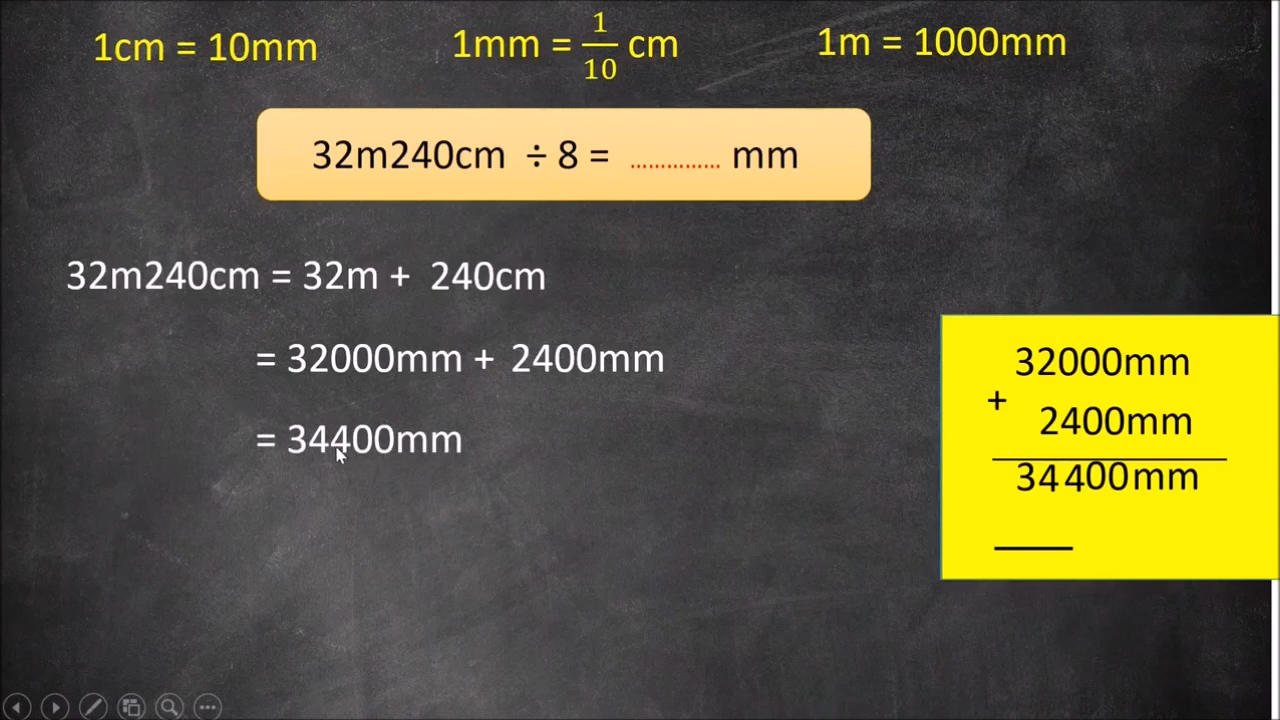 1cm = 10mm
1mm = 1/10 cm
1m = 1000mm
32m240cm ÷ 8 = ............... mm
32m240cm = 32m + 240cm
= 32000mm + 2400mm
= 34400mm
32000mm
+
2400mm
34400mm